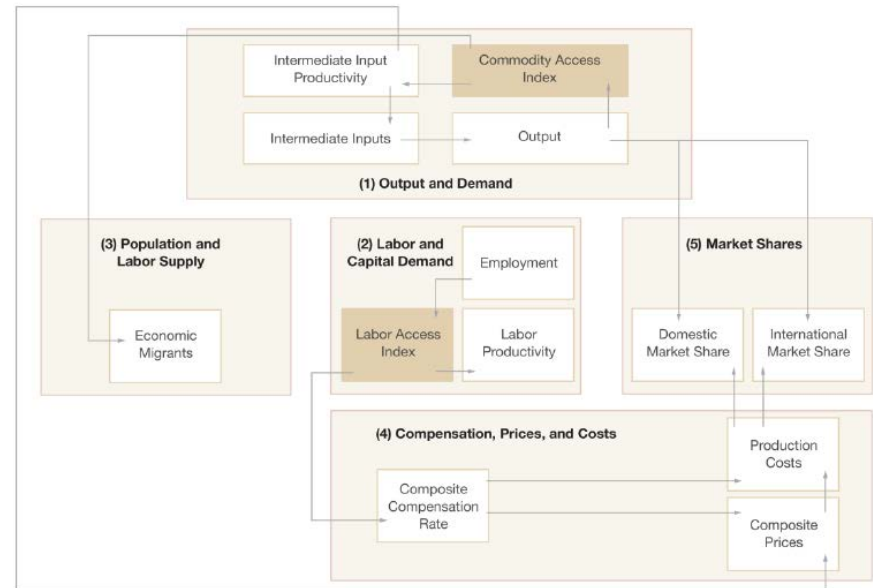 Intermediate Input
Productivity
Commodity Access
Index
Intermediate Inputs
Output
(1) Output and Demand
(3) Population and
Labor Supply
Economic
Migrants
(2) Labor and
Capital Demand
Employment
Labor Access
Index
Labor
Productivity
(5) Market Shares
Domestic
Market Share
International
Market Share
(4) Compensation, Prices, and Costs
Composite
Compensation
Rate
Production
Costs
Composite
Prices